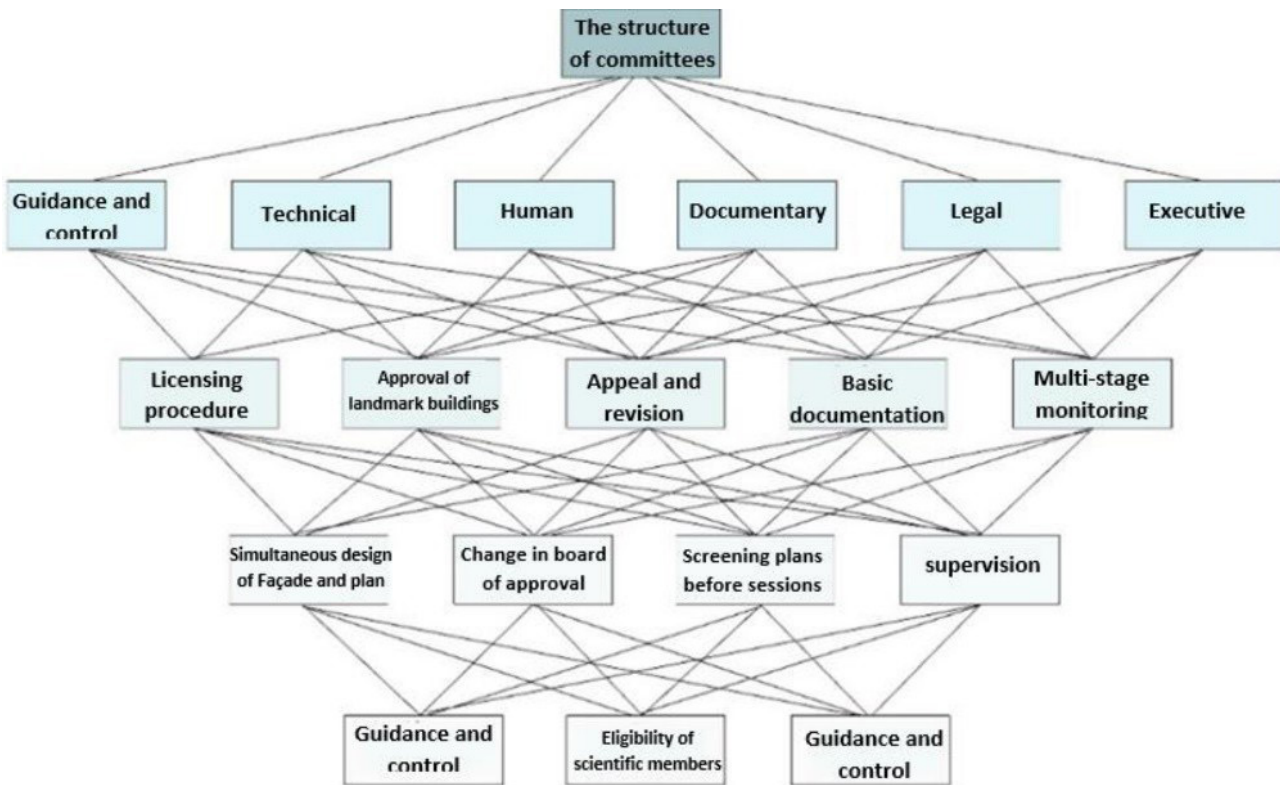 The structure
of committees
Guidance and
control
Technical
Human
Documentary
Legal
Executive
Licensing
procedure
Approval of
landmark buildings
Appeal and
revision
Basic
documentation
Multi-stage
monitoring
Simultaneous design
of Façade and plan
Change in board
of approval
Screening plans
before sessions
supervision
Guidance and
control
Eligibility of
scientific members
Guidance and
control